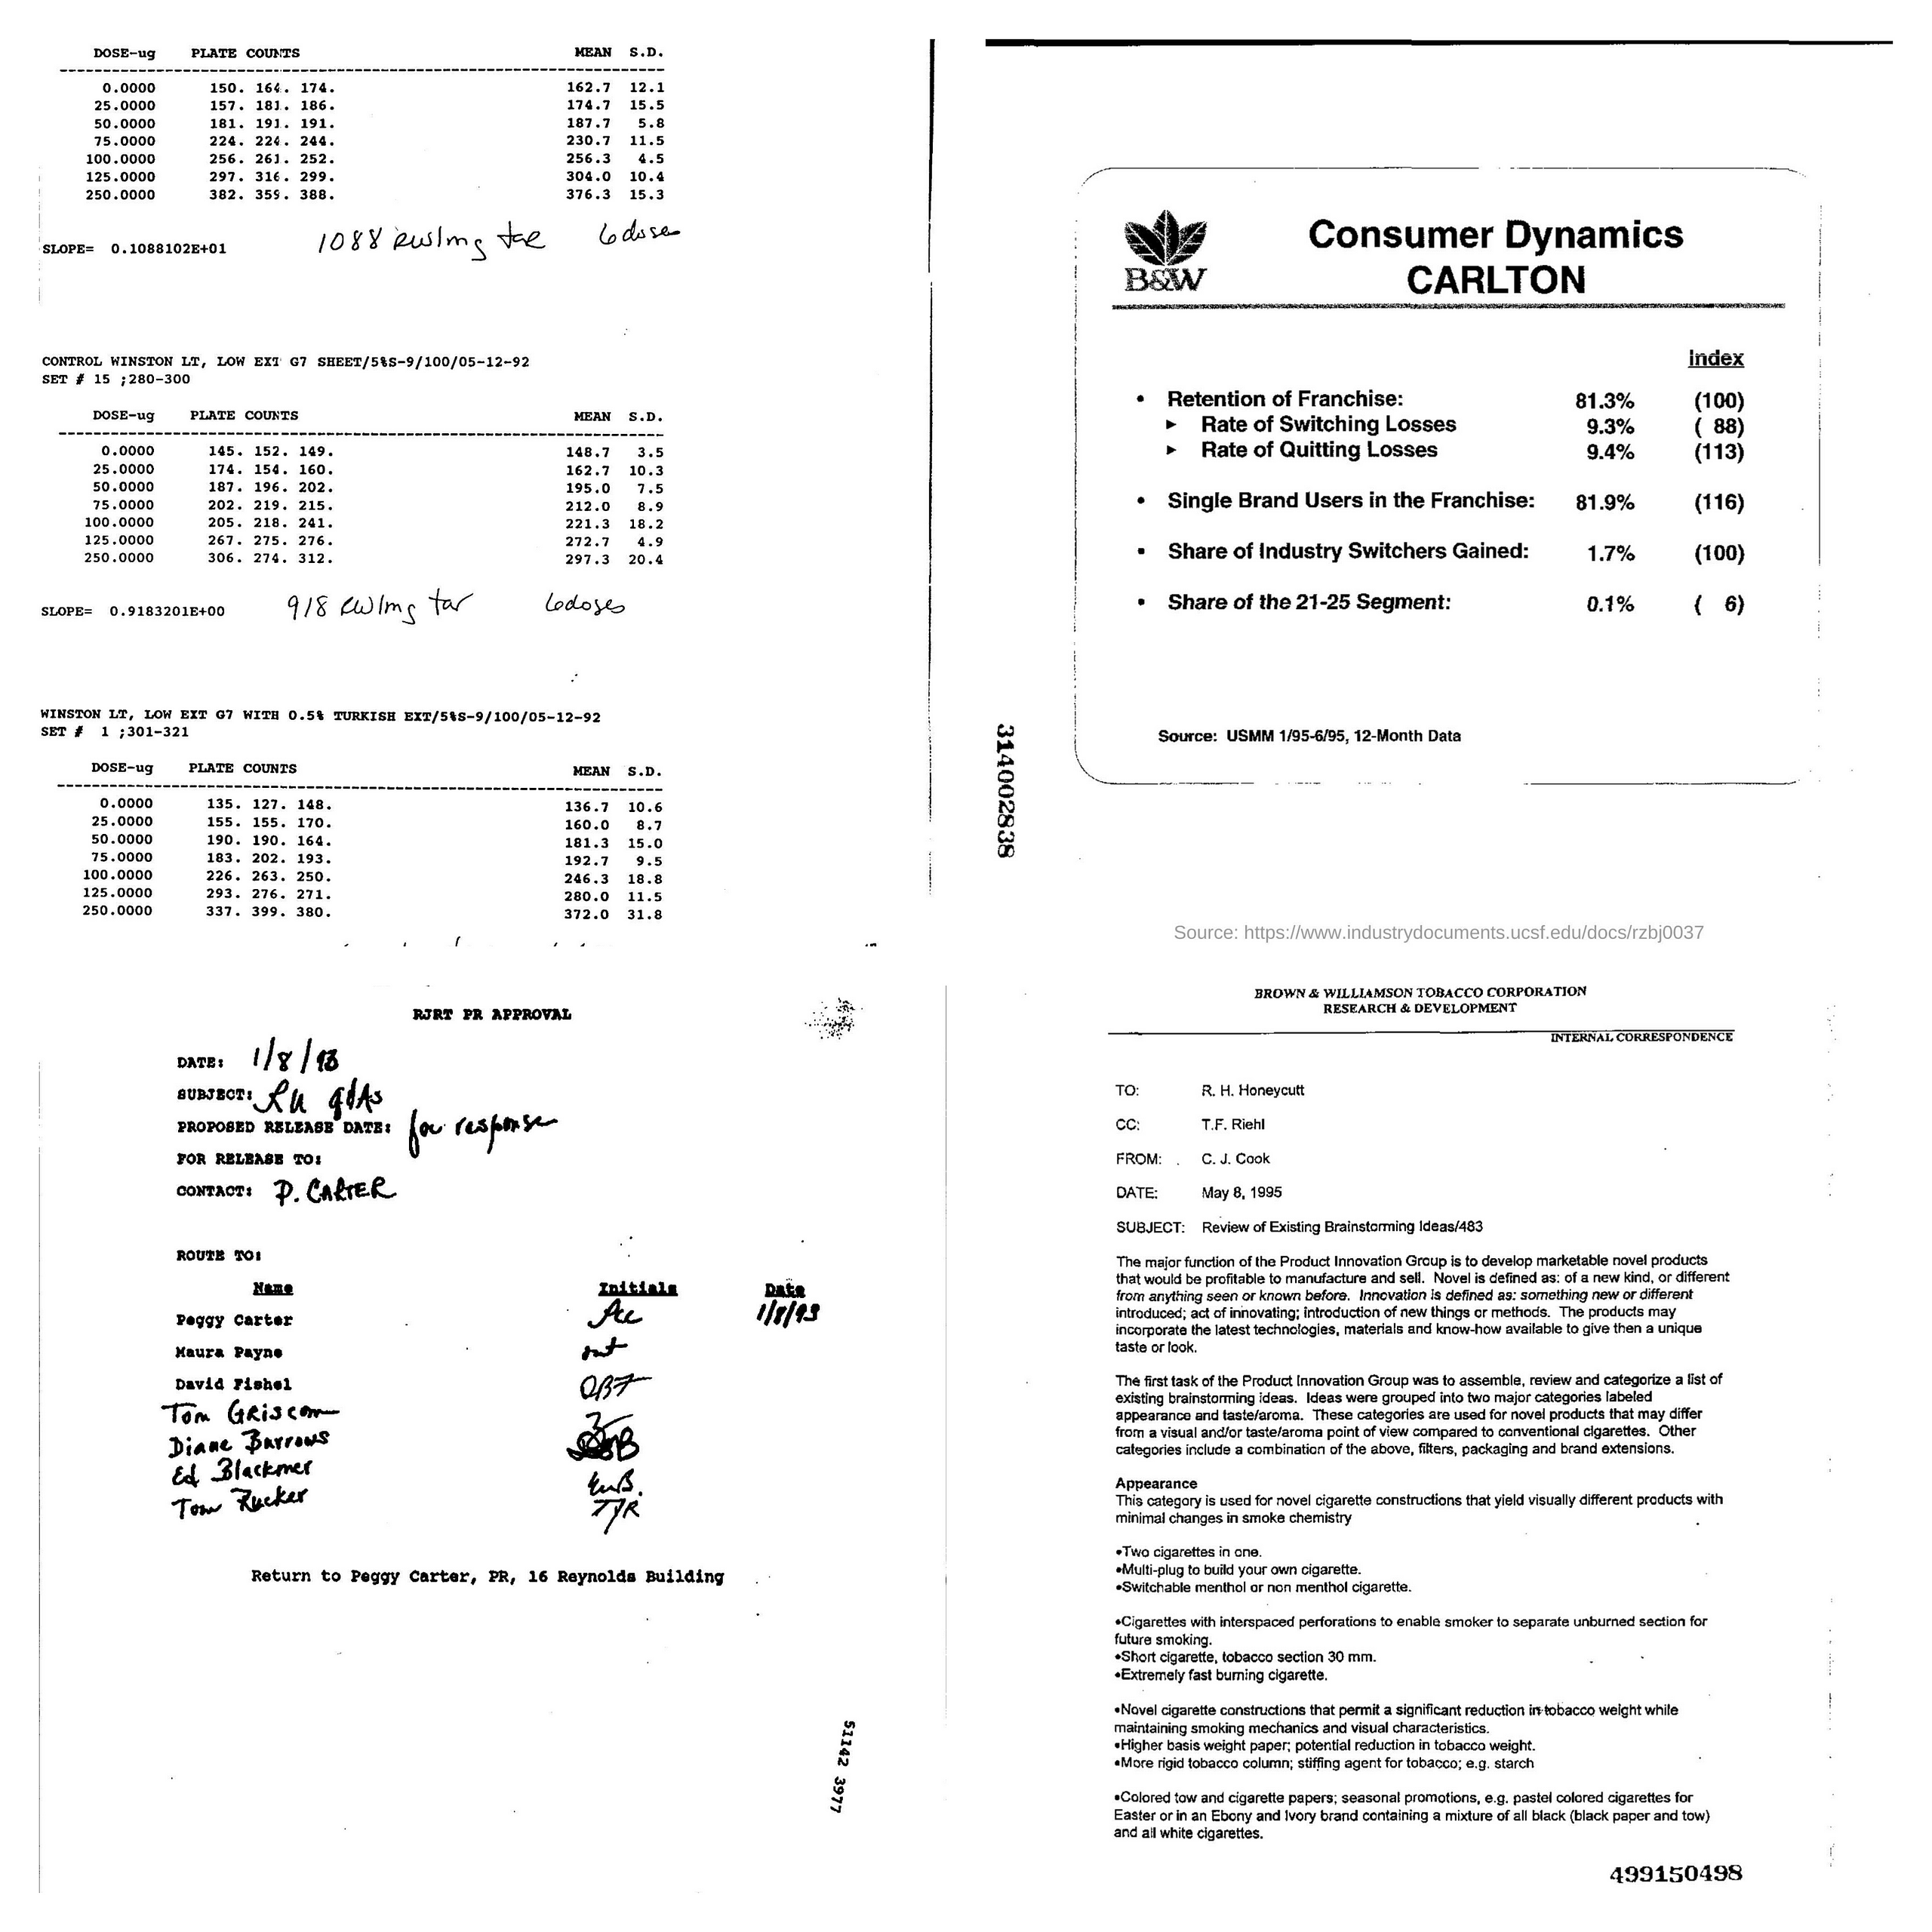 DOSE-ug PLATE COUNTS MEAN S.D.
0.0000 150. 164. 174. 162.7 12.1
25.0000 157. 181. 186. 174.7 15.5
50.0000 181. 191. 191. 187.7 5.8
75.0000 224. 224. 244. 230.7 11.5
100.0000 256. 261. 252. 256.3 4.5
125.0000 297. 316. 299. 304.0 10.4
250.0000 382. 359. 388. 376.3 15.3
SLOPE= 0.1088102E+01 1088 rev/mg tar 6 doses
CONTROL WINSTON LT, LOW EXT G7 SHEET/5%S-9/100/05-12-92
SET # 15 ;280-300
DOSE-ug PLATE COUNTS MEAN S.D.
0.0000 145. 152. 149. 148.7 3.5
25.0000 174. 154. 160. 162.7 10.3
50.0000 187. 196. 202. 195.0 7.5
75.0000 202. 219. 215. 212.0 8.9
100.0000 205. 218. 241. 221.3 18.2
125.0000 267. 275. 276. 272.7 4.9
250.0000 306. 274. 312. 297.3 20.4
SLOPE= 0.9183201E+00 918 rev/mg tar 6 doses
WINSTON LT, LOW EXT G7 WITH 0.5% TURKISH EXT/5%S-9/100/05-12-92
SET # 1 ;301-321
DOSE-ug PLATE COUNTS MEAN S.D.
0.0000 135. 127. 148. 136.7 10.6
25.0000 155. 155. 170. 160.0 8.7
50.0000 190. 190. 164. 181.3 15.0
75.0000 183. 202. 193. 192.7 9.5
100.0000 226. 263. 250. 246.3 18.8
125.0000 293. 276. 271. 280.0 11.5
250.0000 337. 399. 380. 372.0 31.8
B&W
Consumer Dynamics
CARLTON
index
• Retention of Franchise: 81.3% (100)
► Rate of Switching Losses 9.3% ( 88)
► Rate of Quitting Losses 9.4% (113)
• Single Brand Users in the Franchise: 81.9% (116)
• Share of Industry Switchers Gained: 1.7% (100)
• Share of the 21-25 Segment: 0.1% ( 6)
Source: USMM 1/95-6/95, 12-Month Data
314002838
Source: https://www.industrydocuments.ucsf.edu/docs/rzbj0037
RJRT PR APPROVAL
DATE: 1/8/93
SUBJECT: RN q&As
PROPOSED RELEASE DATE: for response
FOR RELEASE TO:
CONTACT: P. CARTER
ROUTE TO:
Name Initials Date
Peggy Carter 1/8/93
Maura Payne out
David Fishel DBF
Tom Griscom
Diane Barrows
Ed Blackmer EwB.
Tom Rucker TJR
Return to Peggy Carter, PR, 16 Reynolds Building
51142 3977
BROWN & WILLIAMSON TOBACCO CORPORATION
RESEARCH & DEVELOPMENT
INTERNAL CORRESPONDENCE
TO: R. H. Honeycutt
CC: T.F. Riehl
FROM: C. J. Cook
DATE: May 8, 1995
SUBJECT: Review of Existing Brainstorming Ideas/483
The major function of the Product Innovation Group is to develop marketable novel products
that would be profitable to manufacture and sell. Novel is defined as: of a new kind, or different
from anything seen or known before. Innovation is defined as: something new or different
introduced; act of innovating; introduction of new things or methods. The products may
incorporate the latest technologies, materials and know-how available to give then a unique
taste or look.
The first task of the Product Innovation Group was to assemble, review and categorize a list of
existing brainstorming ideas. Ideas were grouped into two major categories labeled
appearance and taste/aroma. These categories are used for novel products that may differ
from a visual and/or taste/aroma point of view compared to conventional cigarettes. Other
categories include a combination of the above, filters, packaging and brand extensions.
Appearance
This category is used for novel cigarette constructions that yield visually different products with
minimal changes in smoke chemistry
•Two cigarettes in one.
•Multi-plug to build your own cigarette.
•Switchable menthol or non menthol cigarette.
•Cigarettes with interspaced perforations to enable smoker to separate unburned section for
future smoking.
•Short cigarette, tobacco section 30 mm.
•Extremely fast burning cigarette.
•Novel cigarette constructions that permit a significant reduction in tobacco weight while
maintaining smoking mechanics and visual characteristics.
•Higher basis weight paper; potential reduction in tobacco weight.
•More rigid tobacco column; stiffing agent for tobacco; e.g. starch
•Colored tow and cigarette papers; seasonal promotions, e.g. pastel colored cigarettes for
Easter or in an Ebony and Ivory brand containing a mixture of all black (black paper and tow)
and all white cigarettes.
499150498